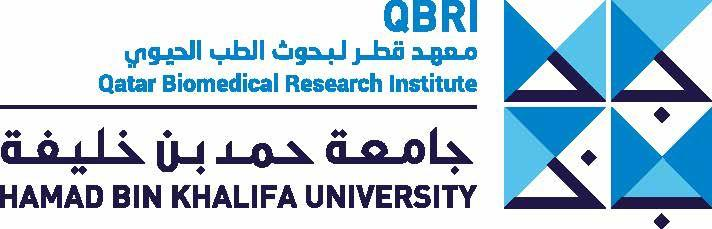 QBRI
معهد قطر لبحوث الطب الحيوي
Qatar Biomedical Research Institute
جامعة حمد بن خليفة
HAMAD BIN KHALIFA UNIVERSITY